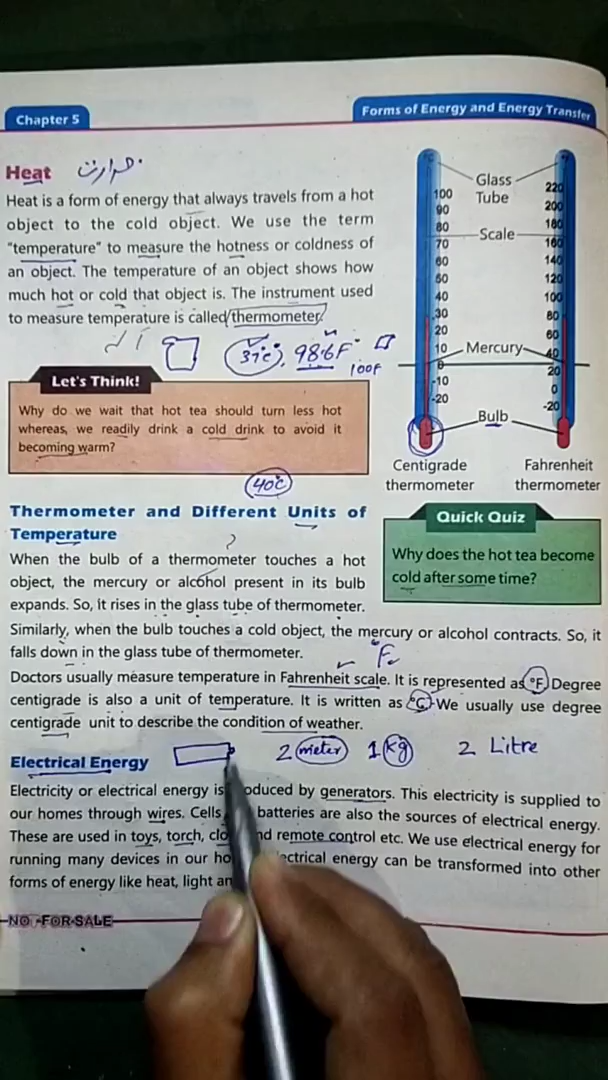 Chapter 5
Forms of Energy and Energy Transfer
Heat حرارت
Heat is a form of energy that always travels from a hot
object to the cold object. We use the term
"temperature" to measure the hotness or coldness of
an object. The temperature of an object shows how
much hot or cold that object is. The instrument used
to measure temperature is called thermometer.
37°C, 98.6F°
100F
Glass
Tube
Scale
Mercury
Bulb
100
90
80
70
60
50
40
30
20
10
0
-10
-20
220
200
180
160
140
120
100
80
60
40
20
0
-20
Centigrade
thermometer
Fahrenheit
thermometer
Let's Think!
Why do we wait that hot tea should turn less hot
whereas, we readily drink a cold drink to avoid it
becoming warm?
40°C
Thermometer and Different Units of
Temperature
When the bulb of a thermometer touches a hot
object, the mercury or alcohol present in its bulb
expands. So, it rises in the glass tube of thermometer.
Similarly, when the bulb touches a cold object, the mercury or alcohol contracts. So, it
falls down in the glass tube of thermometer.
°F
Quick Quiz
Why does the hot tea become
cold after some time?
Doctors usually measure temperature in Fahrenheit scale. It is represented as °F. Degree
centigrade is also a unit of temperature. It is written as °C. We usually use degree
centigrade unit to describe the condition of weather.
Electrical Energy 2 meter 1 kg 2 Litre
Electricity or electrical energy is produced by generators. This electricity is supplied to
our homes through wires. Cells batteries are also the sources of electrical energy.
These are used in toys, torch, and remote control etc. We use electrical energy for
running many devices in our electrical energy can be transformed into other
forms of energy like heat, light
NOT FOR SALE